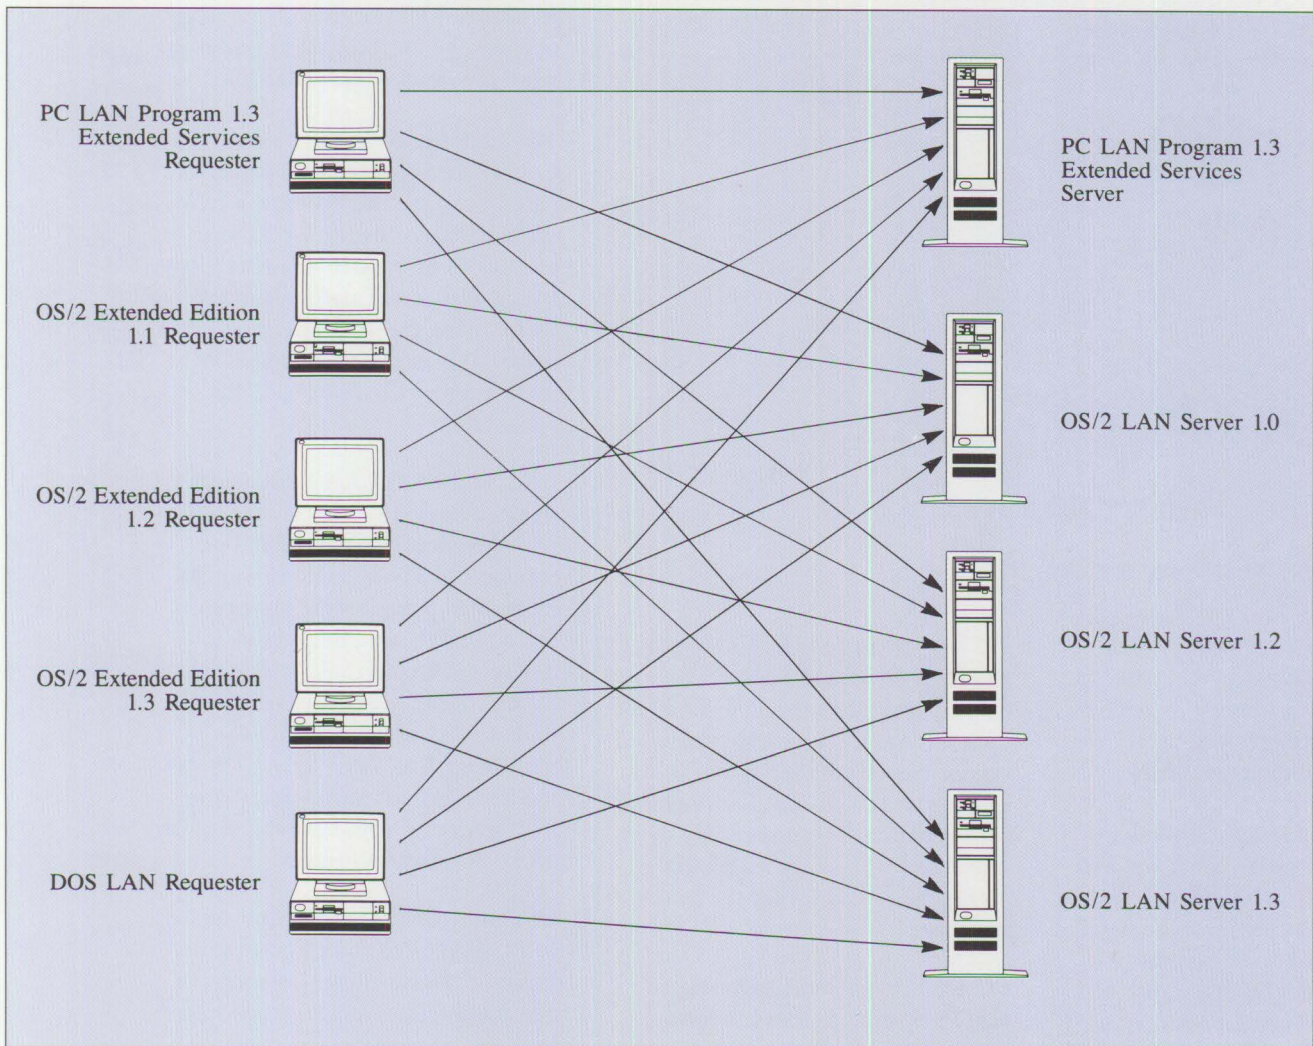 PC LAN Program 1.3
Extended Services
Requester
OS/2 Extended Edition
1.1 Requester
OS/2 Extended Edition
1.2 Requester
OS/2 Extended Edition
1.3 Requester
DOS LAN Requester
PC LAN Program 1.3
Extended Services
Server
OS/2 LAN Server 1.0
OS/2 LAN Server 1.2
OS/2 LAN Server 1.3